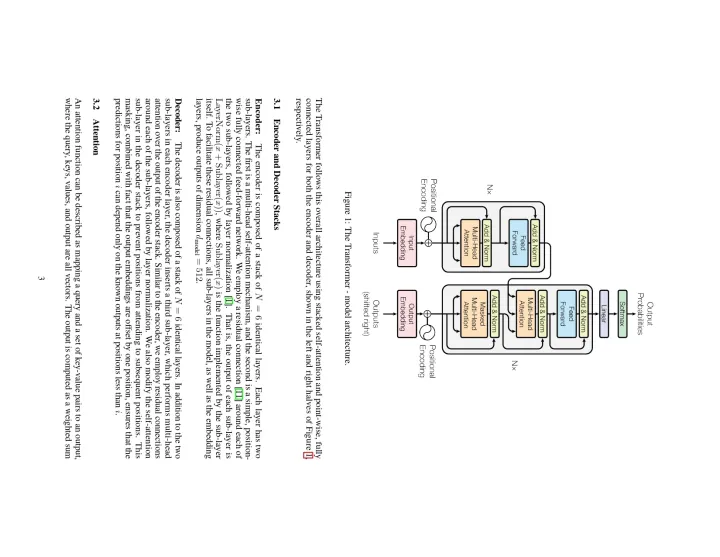 Output
Probabilities
Softmax
Linear
Add & Norm
Feed
Forward
Add & Norm
Multi-Head
Attention
Add & Norm
Masked
Multi-Head
Attention
Nx
Add & Norm
Feed
Forward
Add & Norm
Multi-Head
Attention
Nx
Positional
Encoding
Positional
Encoding
Input
Embedding
Output
Embedding
Inputs
Outputs
(shifted right)
Figure 1: The Transformer - model architecture.
The Transformer follows this overall architecture using stacked self-attention and point-wise, fully
connected layers for both the encoder and decoder, shown in the left and right halves of Figure 1,
respectively.
3.1 Encoder and Decoder Stacks
Encoder: The encoder is composed of a stack of N = 6 identical layers. Each layer has two
sub-layers. The first is a multi-head self-attention mechanism, and the second is a simple, position-
wise fully connected feed-forward network. We employ a residual connection [11] around each of
the two sub-layers, followed by layer normalization [1]. That is, the output of each sub-layer is
LayerNorm(x + Sublayer(x)), where Sublayer(x) is the function implemented by the sub-layer
itself. To facilitate these residual connections, all sub-layers in the model, as well as the embedding
layers, produce outputs of dimension dmodel = 512.
Decoder: The decoder is also composed of a stack of N = 6 identical layers. In addition to the two
sub-layers in each encoder layer, the decoder inserts a third sub-layer, which performs multi-head
attention over the output of the encoder stack. Similar to the encoder, we employ residual connections
around each of the sub-layers, followed by layer normalization. We also modify the self-attention
sub-layer in the decoder stack to prevent positions from attending to subsequent positions. This
masking, combined with fact that the output embeddings are offset by one position, ensures that the
predictions for position i can depend only on the known outputs at positions less than i.
3.2 Attention
An attention function can be described as mapping a query and a set of key-value pairs to an output,
where the query, keys, values, and output are all vectors. The output is computed as a weighted sum
3